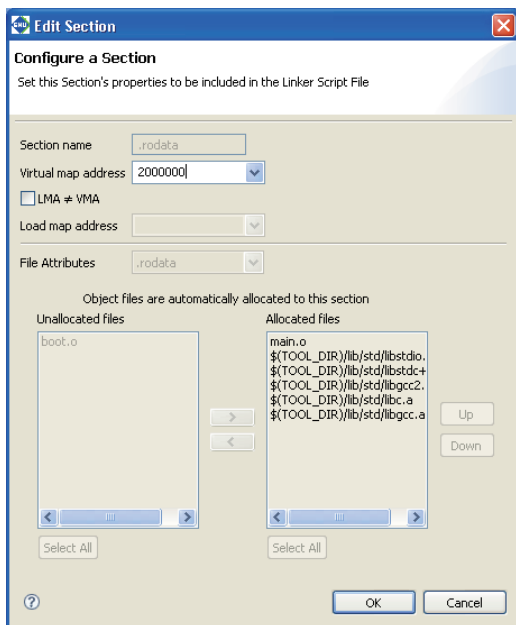 GNU Edit Section
Configure a Section
Set this Section's properties to be included in the Linker Script File
Section name .rodata
Virtual map address 2000000
LMA ≠ VMA
Load map address
File Attributes .rodata
Object files are automatically allocated to this section
Unallocated files
boot.o
Allocated files
main.o
$(TOOL_DIR)/lib/std/libstdio.
$(TOOL_DIR)/lib/std/libstdc+
$(TOOL_DIR)/lib/std/libgcc2.
$(TOOL_DIR)/lib/std/libc.a
$(TOOL_DIR)/lib/std/libgcc.a
>
<
Up
Down
Select All
Select All
?
OK
Cancel